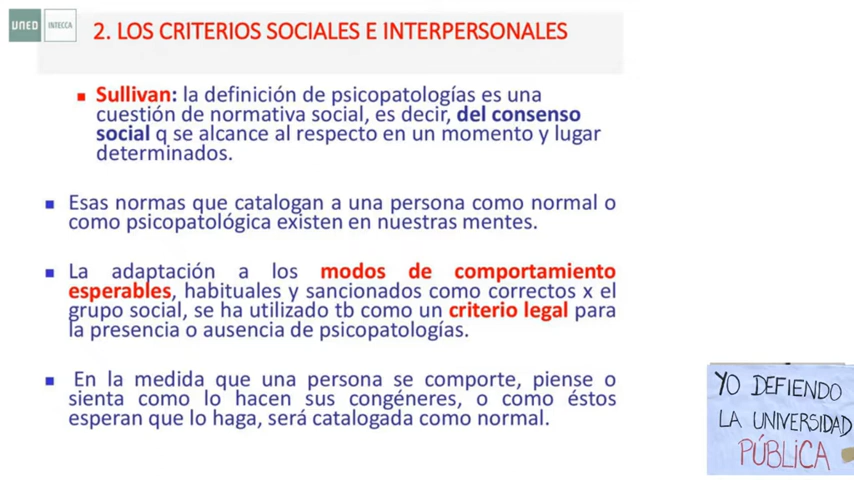 UNED
INTECCA
2. LOS CRITERIOS SOCIALES E INTERPERSONALES
Sullivan: la definición de psicopatologías es una
cuestión de normativa social, es decir, del consenso
social q se alcance al respecto en un momento y lugar
determinados.
Esas normas que catalogan a una persona como normal o
como psicopatológica existen en nuestras mentes.
La adaptación a los modos de comportamiento
esperables, habituales y sancionados como correctos x el
grupo social, se ha utilizado tb como un criterio legal para
la presencia o ausencia de psicopatologías.
En la medida que una persona se comporte, piense o
sienta como lo hacen sus congéneres, o como éstos
esperan que lo haga, será catalogada como normal.
YO DEFIENDO
LA UNIVERSIDAD
PÚBLICA